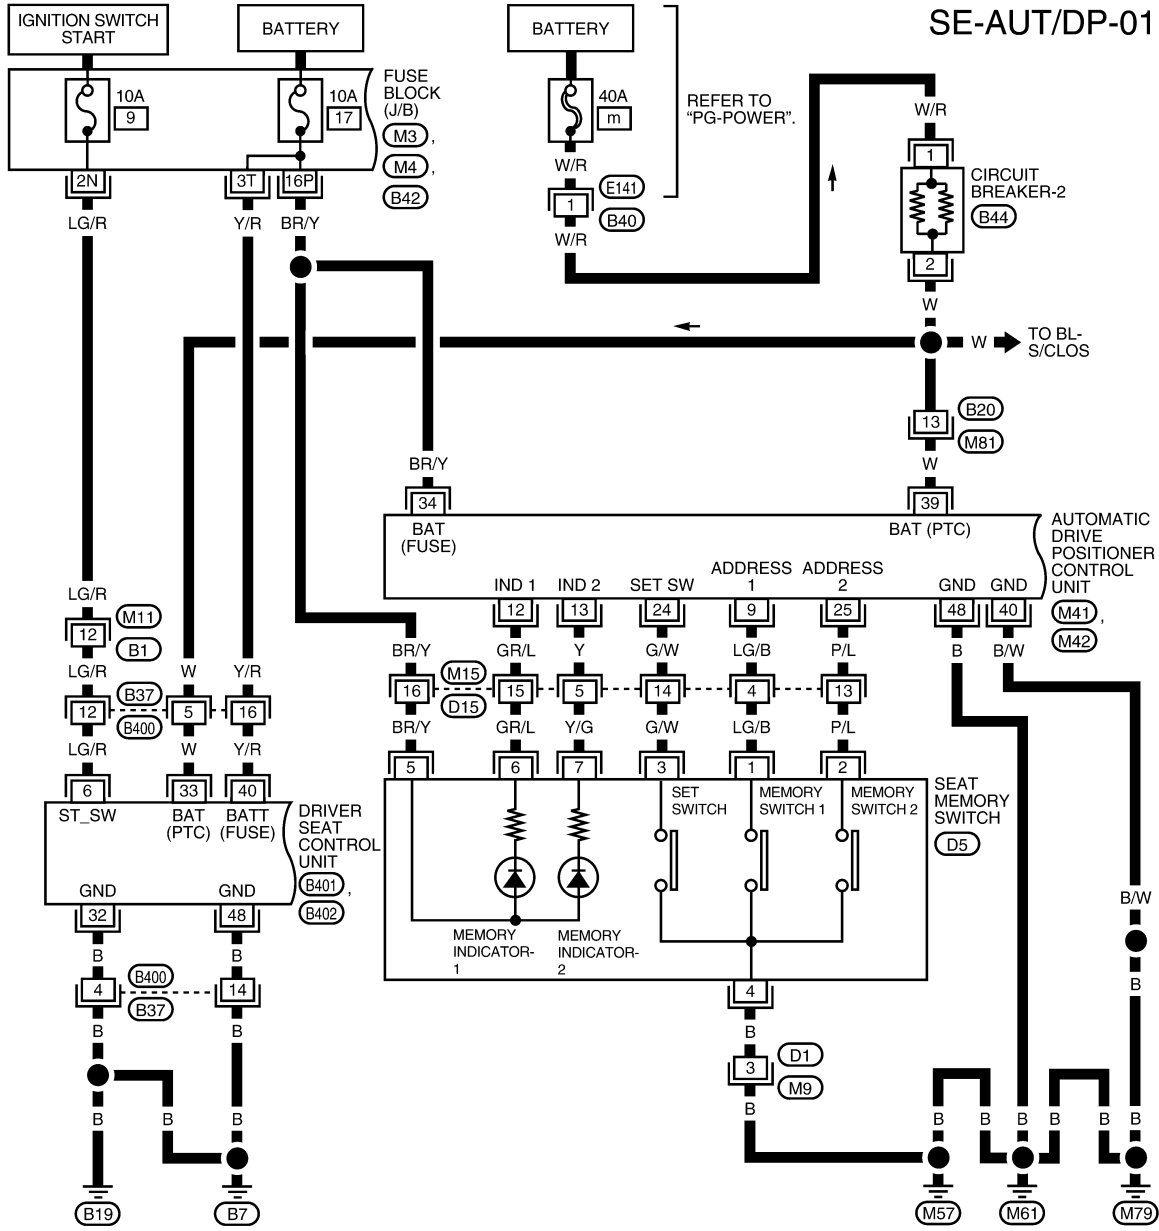 SE-AUT/DP-01
IGNITION SWITCH
START
BATTERY
BATTERY
10A
9
10A
17
FUSE
BLOCK
(J/B)
M3 ,
M4 ,
B42
40A
m
REFER TO
“PG-POWER”.
W/R
1
E141
B40
W/R
W/R
1
CIRCUIT
BREAKER-2
B44
2
W
2N
3T
16P
LG/R
Y/R
BR/Y
W
TO BL-
S/CLOS
13
B20
M81
W
BR/Y
34
39
BAT
(FUSE)
BAT (PTC)
AUTOMATIC
DRIVE
POSITIONER
CONTROL
UNIT
M41 ,
M42
IND 1
IND 2
SET SW
ADDRESS
1
ADDRESS
2
GND
GND
12
13
24
9
25
48
40
LG/R
12
M11
B1
LG/R
W
Y/R
BR/Y
GR/L
Y
G/W
LG/B
P/L
B
B/W
12
B37
B400
5
16
16
M15
D15
15
5
14
4
13
LG/R
W
Y/R
BR/Y
GR/L
Y/G
G/W
LG/B
P/L
6
33
40
5
6
7
3
1
2
ST_SW
BAT
(PTC)
BATT
(FUSE)
DRIVER
SEAT
CONTROL
UNIT
B401 ,
B402
SET
SWITCH
MEMORY
SWITCH 1
MEMORY
SWITCH 2
SEAT
MEMORY
SWITCH
D5
GND
GND
32
48
MEMORY
INDICATOR-
1
MEMORY
INDICATOR-
2
B
B
4
B400
B37
14
B
B
4
B
3
D1
M9
B
B/W
B
B
B
B
B
B
B
B
B
B
B19
B7
M57
M61
M79